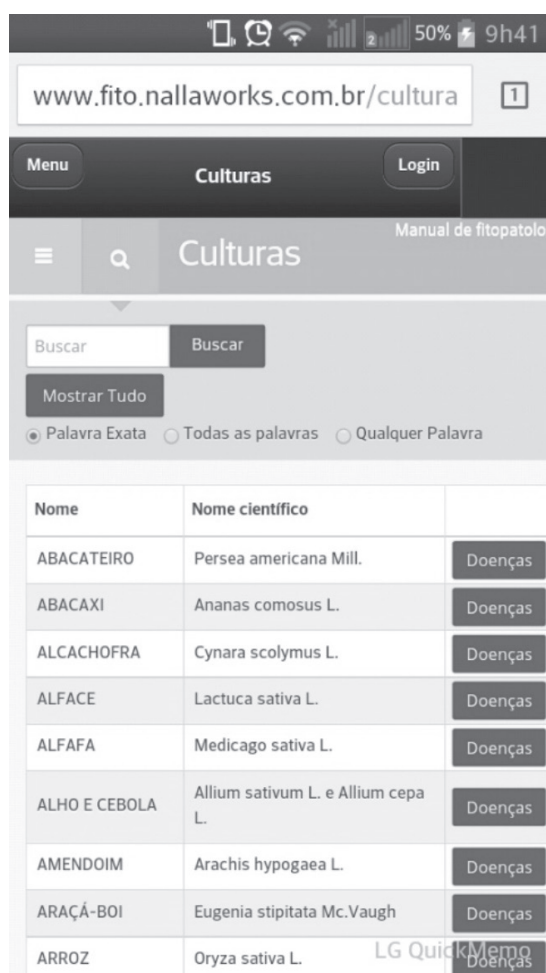 2 50% 9h41
www.fito.nallaworks.com.br/cultura 1
Menu Culturas Login
Manual de fitopatolo
Culturas
Buscar Buscar
Mostrar Tudo
Palavra Exata Todas as palavras Qualquer Palavra
Nome Nome científico
ABACATEIRO Persea americana Mill. Doenças
ABACAXI Ananas comosus L. Doenças
ALCACHOFRA Cynara scolymus L. Doenças
ALFACE Lactuca sativa L. Doenças
ALFAFA Medicago sativa L. Doenças
ALHO E CEBOLA Allium sativum L. e Allium cepa
L. Doenças
AMENDOIM Arachis hypogaea L. Doenças
ARAÇÁ-BOI Eugenia stipitata Mc.Vaugh Doenças
ARROZ Oryza sativa L. Doenças
LG QuickMemo